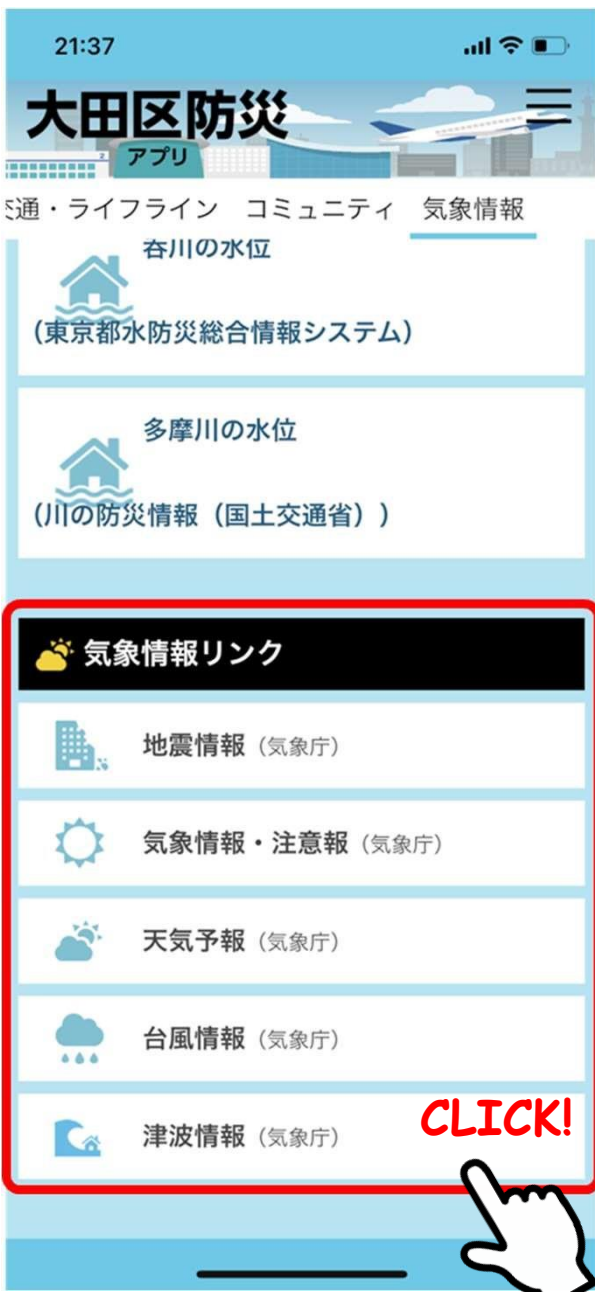 21:37
大田区防災
アプリ
交通・ライフライン コミュニティ 気象情報
呑川の水位
(東京都水防災総合情報システム)
多摩川の水位
(川の防災情報（国土交通省）)
気象情報リンク
地震情報（気象庁）
気象情報・注意報（気象庁）
天気予報（気象庁）
台風情報（気象庁）
津波情報（気象庁）
CLICK!